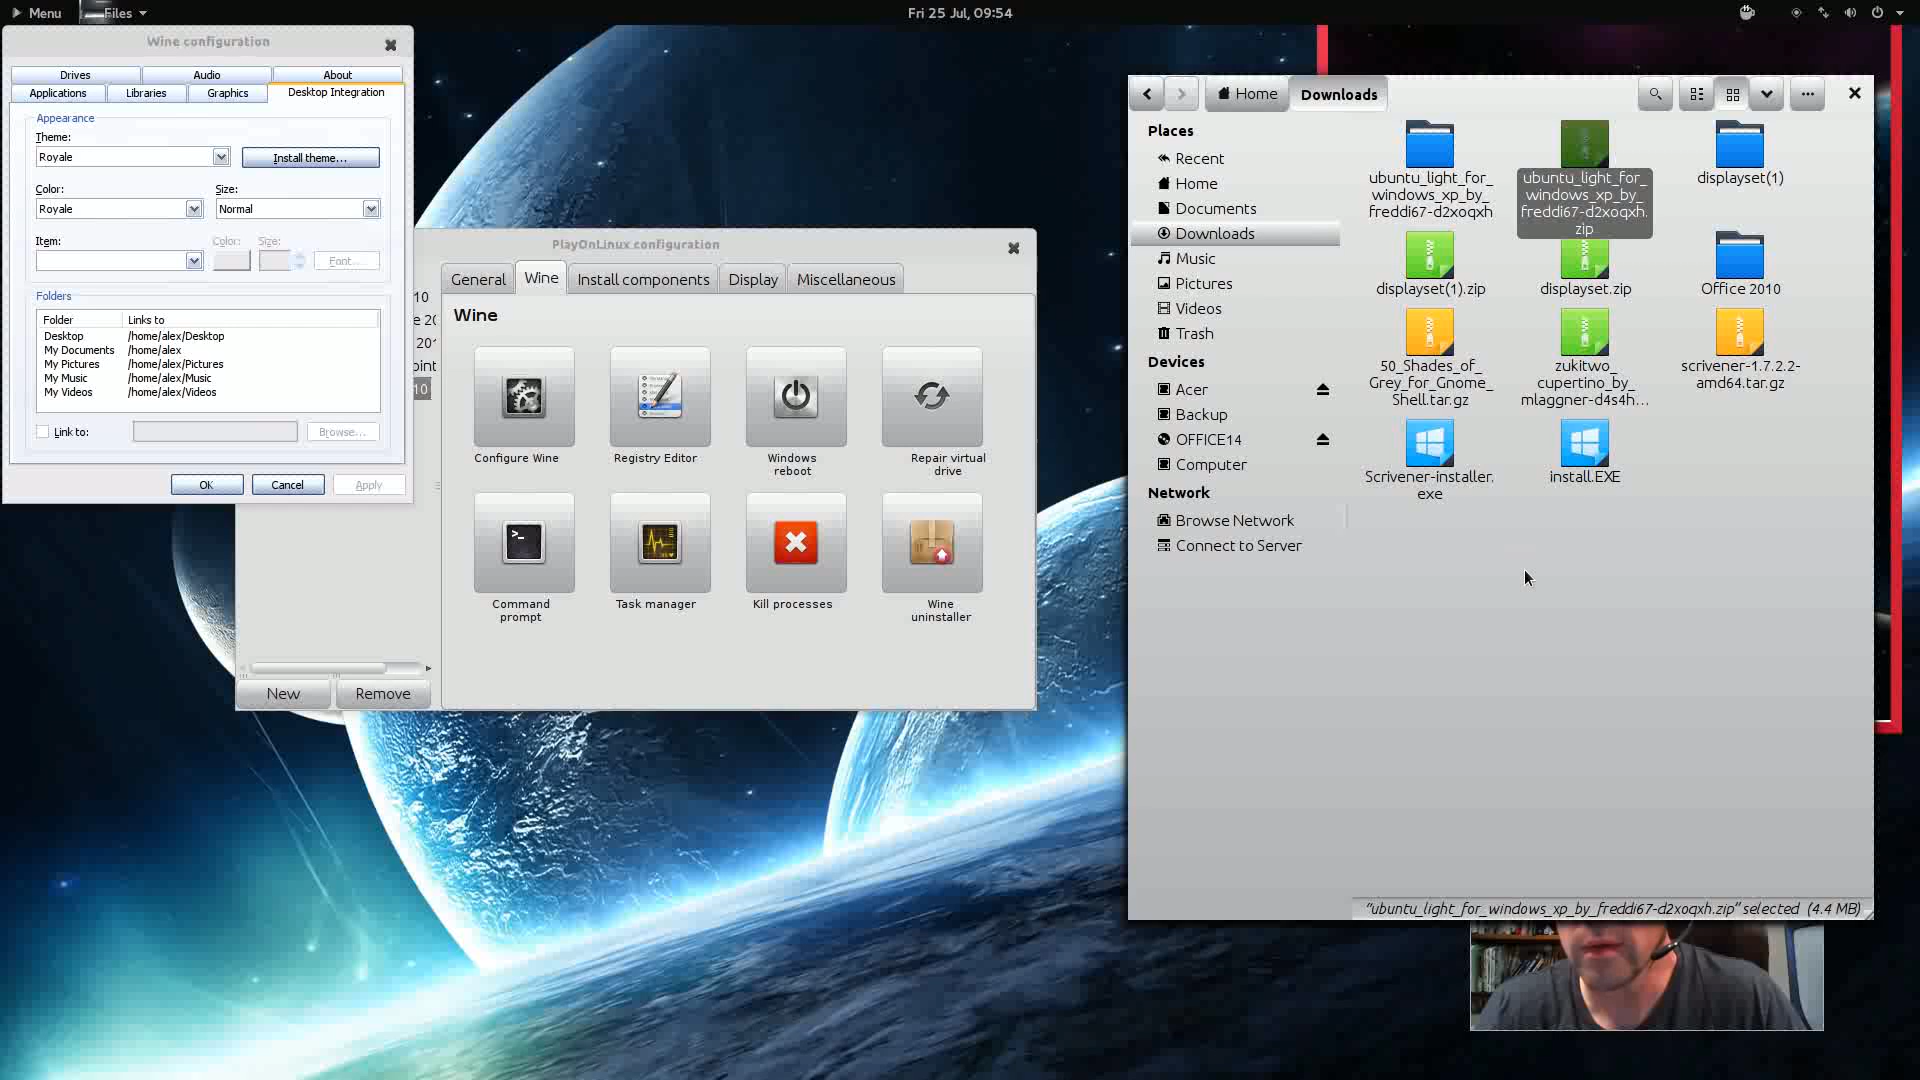 Menu
Files
Fri 25 Jul, 09:54
Wine configuration
Drives
Audio
About
Applications
Libraries
Graphics
Desktop Integration
Appearance
Theme:
Royale
Install theme...
Color:
Size:
Royale
Normal
Item:
Color:
Size:
Font...
Folders
Folder
Links to
Desktop
/home/alex/Desktop
My Documents
/home/alex
My Pictures
/home/alex/Pictures
My Music
/home/alex/Music
My Videos
/home/alex/Videos
Link to:
Browse...
OK
Cancel
Apply
PlayOnLinux configuration
General
Wine
Install components
Display
Miscellaneous
10
e 20
201
oint
10
Wine
Configure Wine
Registry Editor
Windows
reboot
Repair virtual
drive
Command
prompt
Task manager
Kill processes
Wine
uninstaller
New
Remove
Home
Downloads
Places
Recent
Home
Documents
Downloads
Music
Pictures
Videos
Trash
Devices
Acer
Backup
OFFICE14
Computer
Network
Browse Network
Connect to Server
ubuntu_light_for_
windows_xp_by_
freddi67-d2xoqxh
ubuntu_light_for_
windows_xp_by_
freddi67-d2xoqxh.
zip
displayset(1)
displayset(1).zip
displayset.zip
Office 2010
50_Shades_of_
Grey_for_Gnome_
Shell.tar.gz
zukitwo_
cupertino_by_
mlaggner-d4s4h...
scrivener-1.7.2.2-
amd64.tar.gz
Scrivener-installer.
exe
install.EXE
"ubuntu_light_for_windows_xp_by_freddi67-d2xoqxh.zip" selected (4.4 MB)